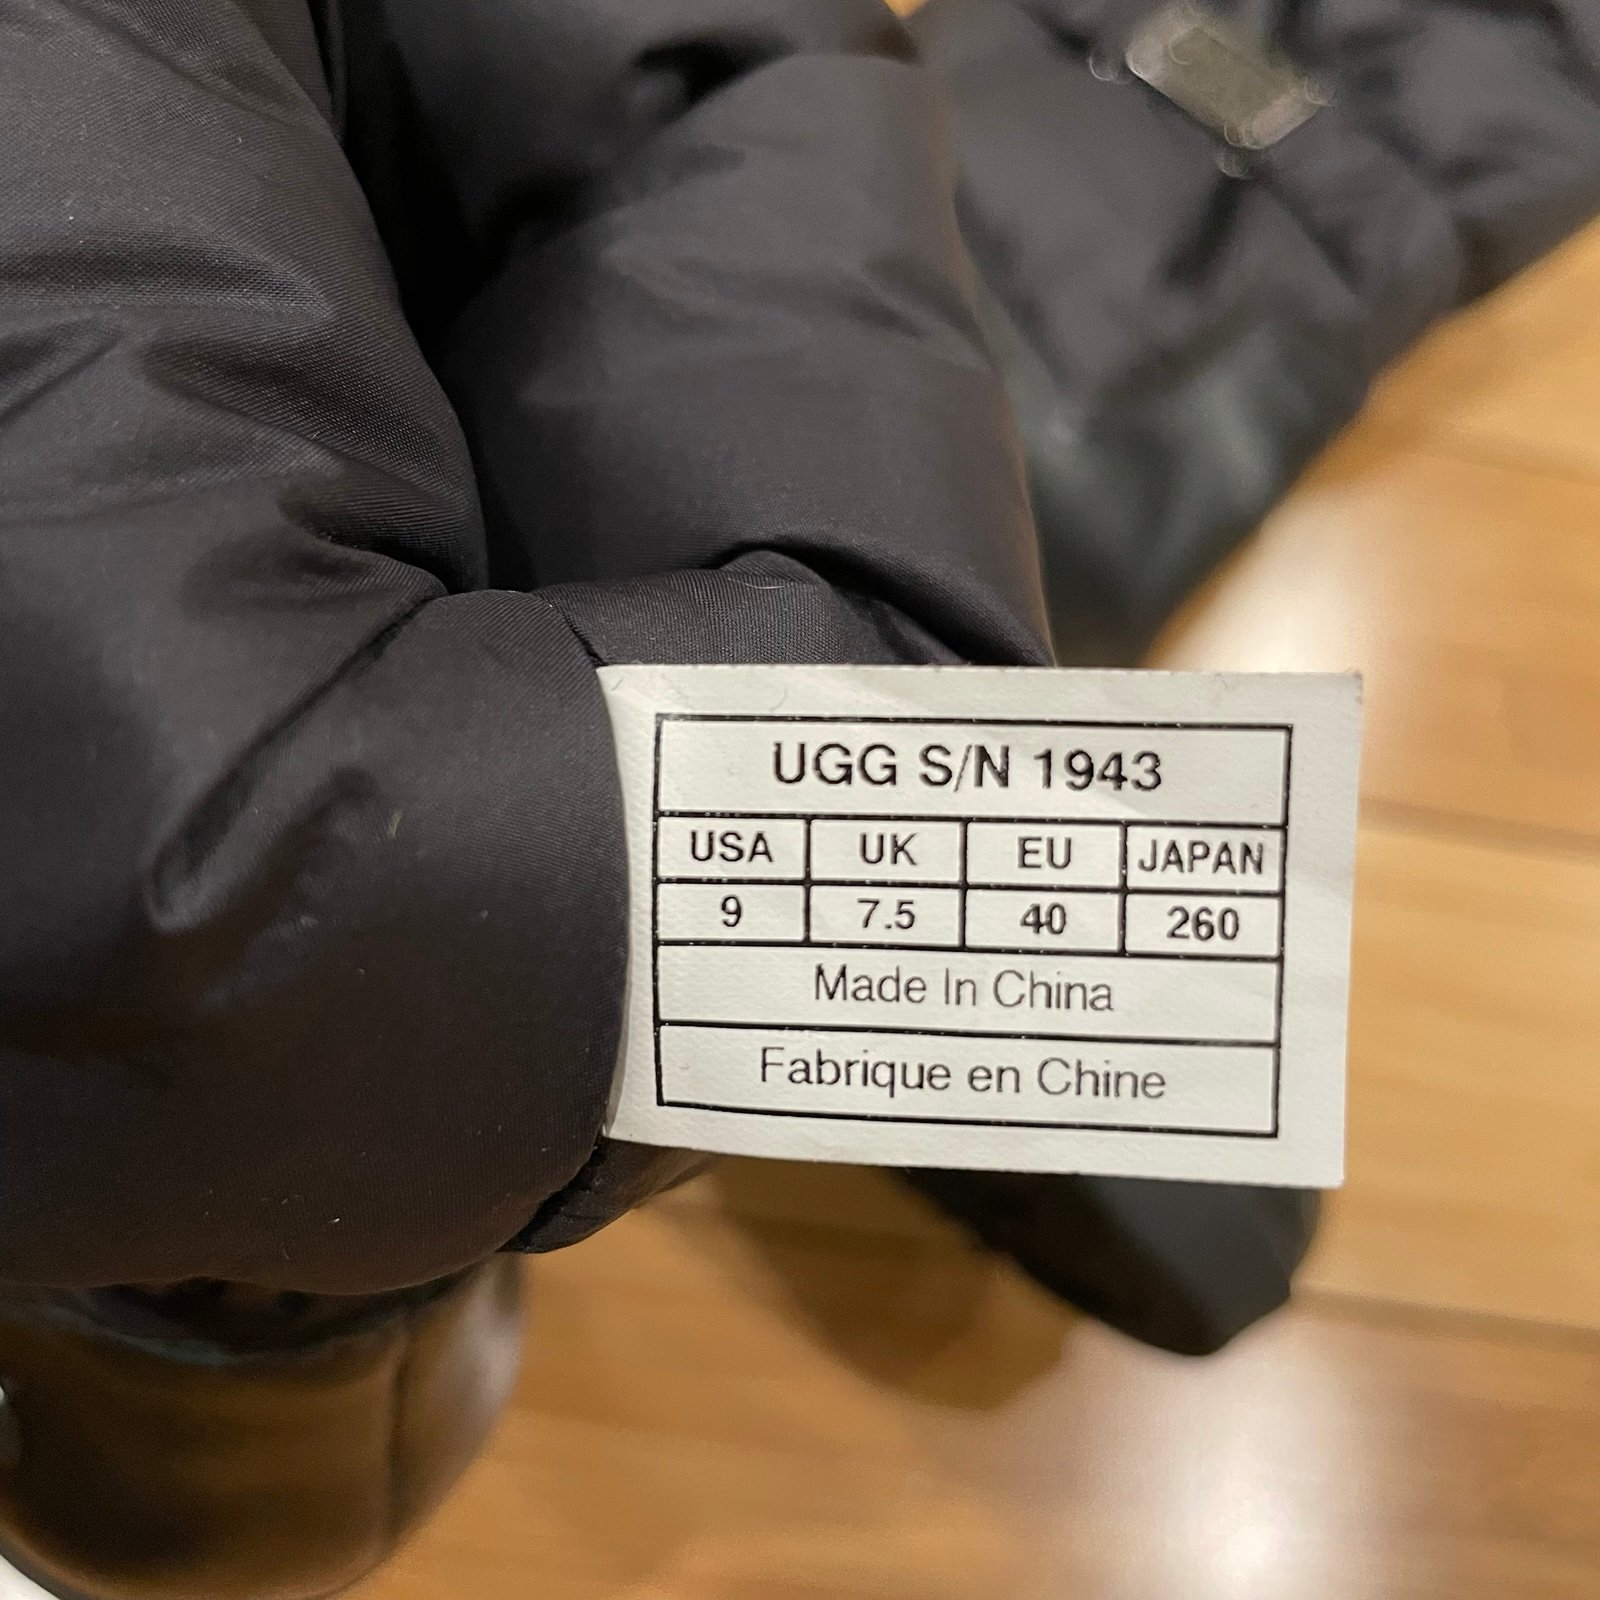 UGG S/N 1943
USA UK EU JAPAN
9 7.5 40 260
Made In China
Fabrique en Chine